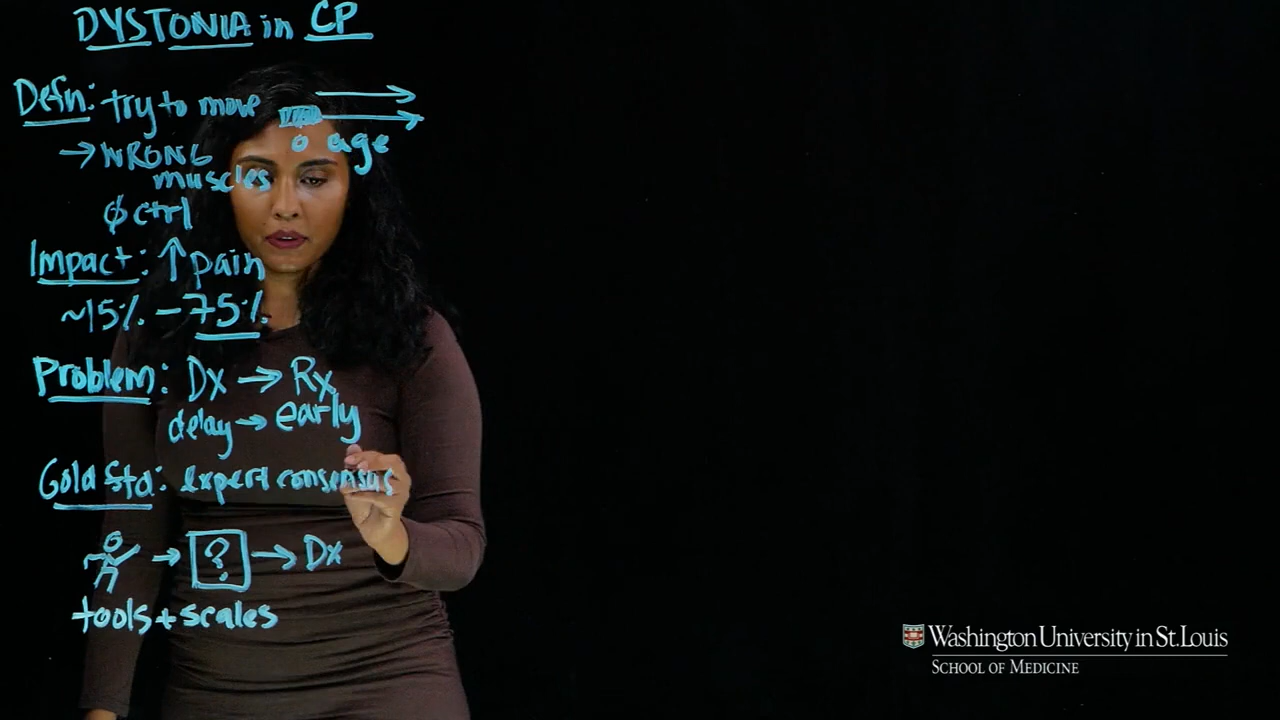 DYSTONIA in CP
Defn: try to move
→ WRONG
muscles
0 age
∅ ctrl
Impact: ↑ pain
~15% – 75%
Problem: Dx → Rx
delay → early
Gold Std: expert consensus
→ ? → Dx
tools + scales
Washington University in St. Louis
SCHOOL OF MEDICINE